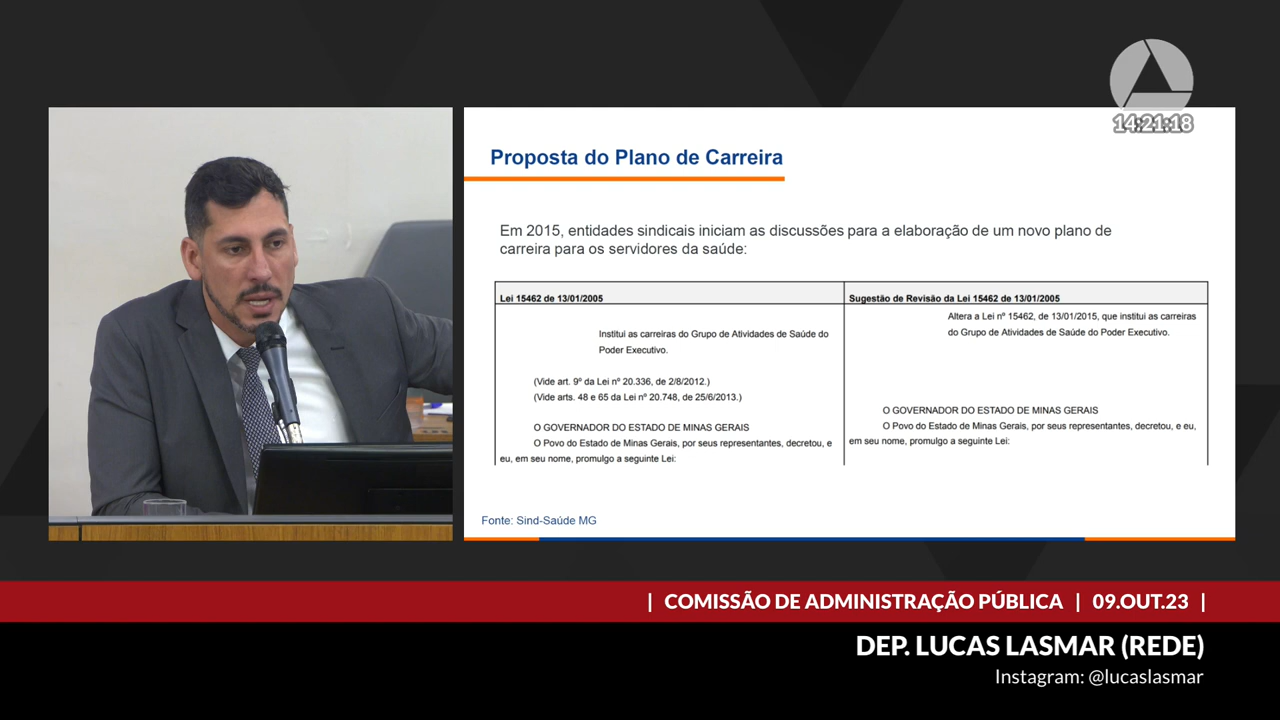 14:21:18
Proposta do Plano de Carreira
Em 2015, entidades sindicais iniciam as discussões para a elaboração de um novo plano de
carreira para os servidores da saúde:
Lei 15462 de 13/01/2005
Institui as carreiras do Grupo de Atividades de Saúde do
Poder Executivo.
(Vide art. 9º da Lei nº 20.336, de 2/8/2012.)
(Vide arts. 48 e 65 da Lei nº 20.748, de 25/6/2013.)
O GOVERNADOR DO ESTADO DE MINAS GERAIS
O Povo do Estado de Minas Gerais, por seus representantes, decretou, e
eu, em seu nome, promulgo a seguinte Lei:
Sugestão de Revisão da Lei 15462 de 13/01/2005
Altera a Lei nº 15462, de 13/01/2015, que institui as carreiras
do Grupo de Atividades de Saúde do Poder Executivo.
O GOVERNADOR DO ESTADO DE MINAS GERAIS
O Povo do Estado de Minas Gerais, por seus representantes, decretou, e eu,
em seu nome, promulgo a seguinte Lei:
Fonte: Sind-Saúde MG
| COMISSÃO DE ADMINISTRAÇÃO PÚBLICA | 09.OUT.23 |
DEP. LUCAS LASMAR (REDE)
Instagram: @lucaslasmar